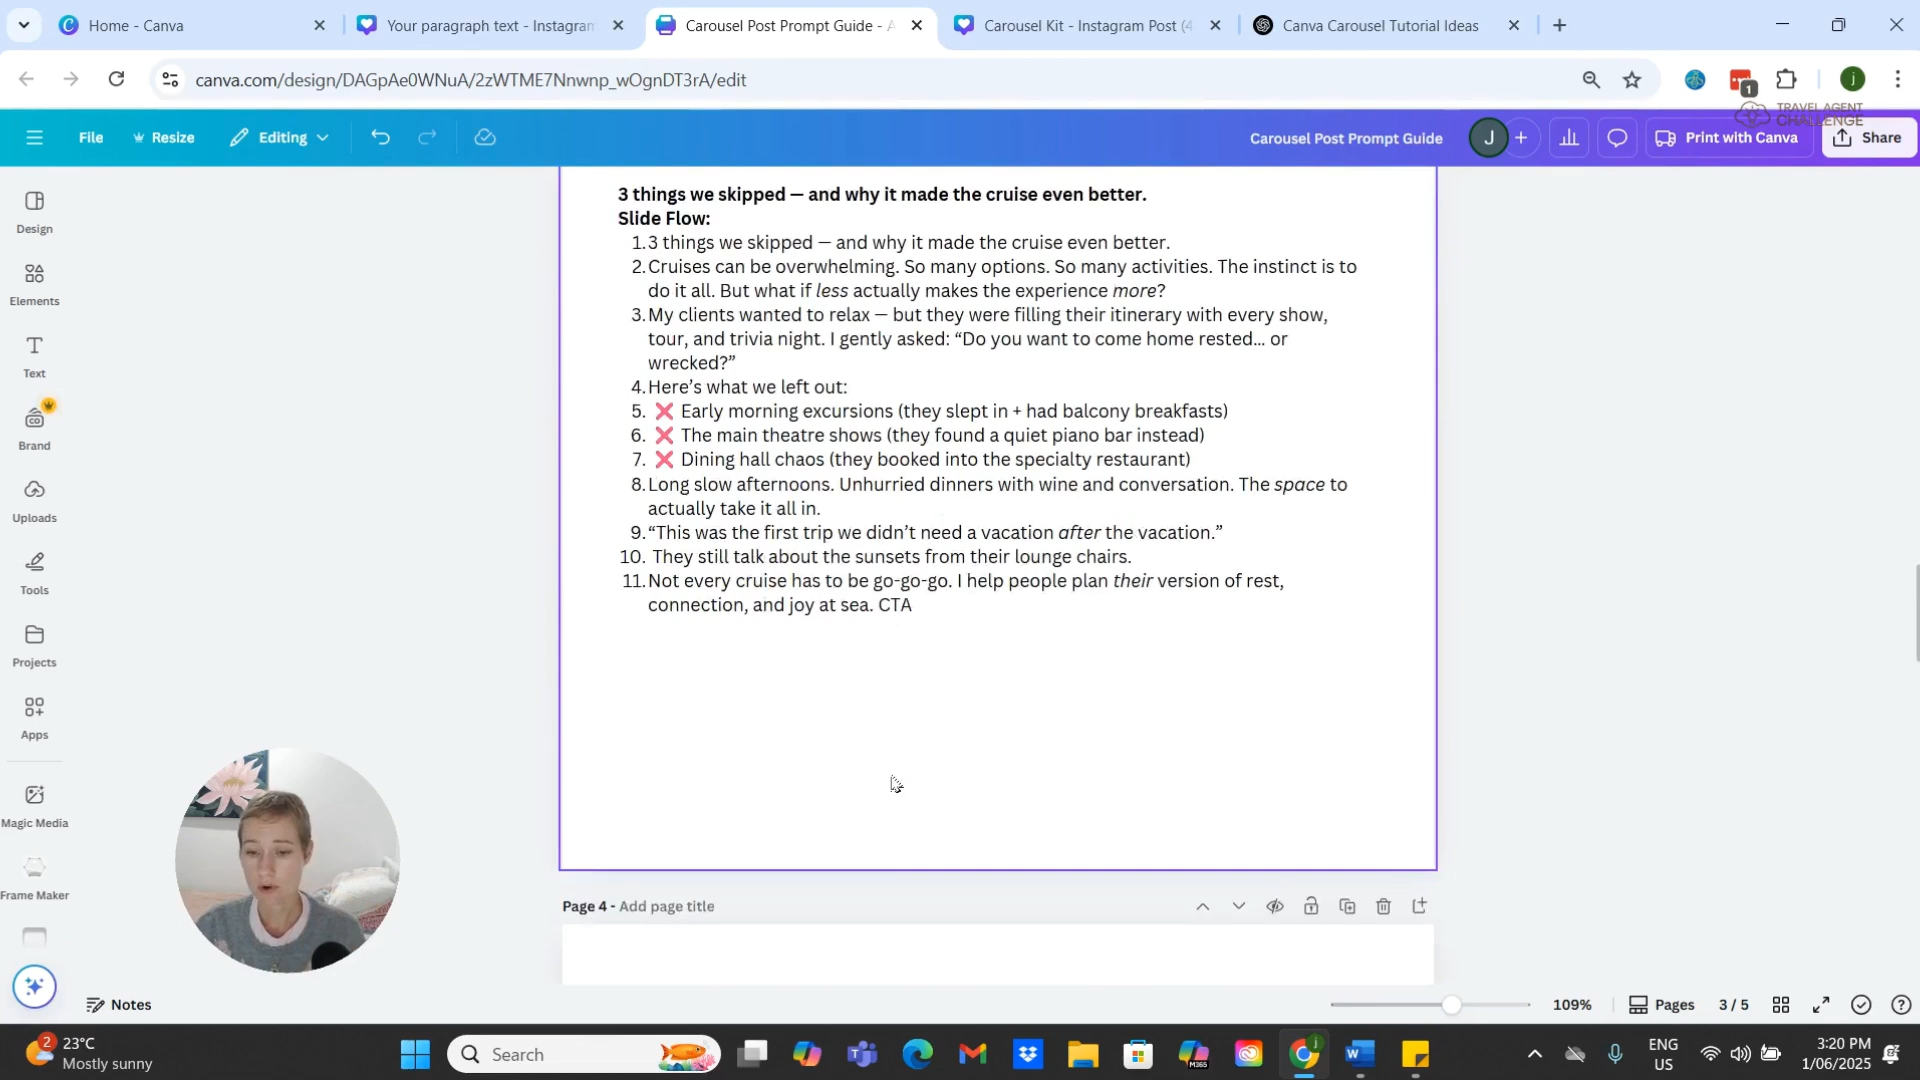 Home - Canva
Your paragraph text - Instagram
Carousel Post Prompt Guide - A
Carousel Kit - Instagram Post (4
Canva Carousel Tutorial Ideas
canva.com/design/DAGpAe0WNuA/2zWTME7Nnwnp_wOgnDT3rA/edit
1
j
TRAVEL AGENT
CHALLENGE
File
Resize
Editing
Carousel Post Prompt Guide
J
Print with Canva
Share
Design
Elements
Text
Brand
Uploads
Tools
Projects
Apps
Magic Media
Frame Maker
3 things we skipped — and why it made the cruise even better.
Slide Flow:
1. 3 things we skipped — and why it made the cruise even better.
2. Cruises can be overwhelming. So many options. So many activities. The instinct is to
do it all. But what if less actually makes the experience more?
3. My clients wanted to relax — but they were filling their itinerary with every show,
tour, and trivia night. I gently asked: “Do you want to come home rested… or
wrecked?”
4. Here’s what we left out:
5. ❌ Early morning excursions (they slept in + had balcony breakfasts)
6. ❌ The main theatre shows (they found a quiet piano bar instead)
7. ❌ Dining hall chaos (they booked into the specialty restaurant)
8. Long slow afternoons. Unhurried dinners with wine and conversation. The space to
actually take it all in.
9. “This was the first trip we didn’t need a vacation after the vacation.”
10. They still talk about the sunsets from their lounge chairs.
11. Not every cruise has to be go-go-go. I help people plan their version of rest,
connection, and joy at sea. CTA
Page 4 - Add page title
Notes
109%
Pages
3 / 5
2
23°C
Mostly sunny
Search
M365
ENG
US
3:20 PM
1/06/2025